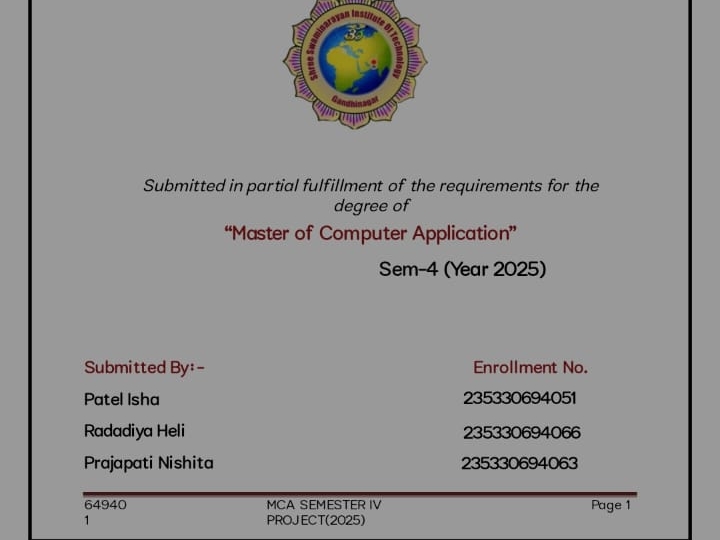 Shree Swaminarayan Institute Of Technology
Gandhinagar
Submitted in partial fulfillment of the requirements for the
degree of
“Master of Computer Application”
Sem-4 (Year 2025)
Submitted By:- Enrollment No.
Patel Isha 235330694051
Radadiya Heli 235330694066
Prajapati Nishita 235330694063
64940 MCA SEMESTER IV Page 1
1 PROJECT(2025)